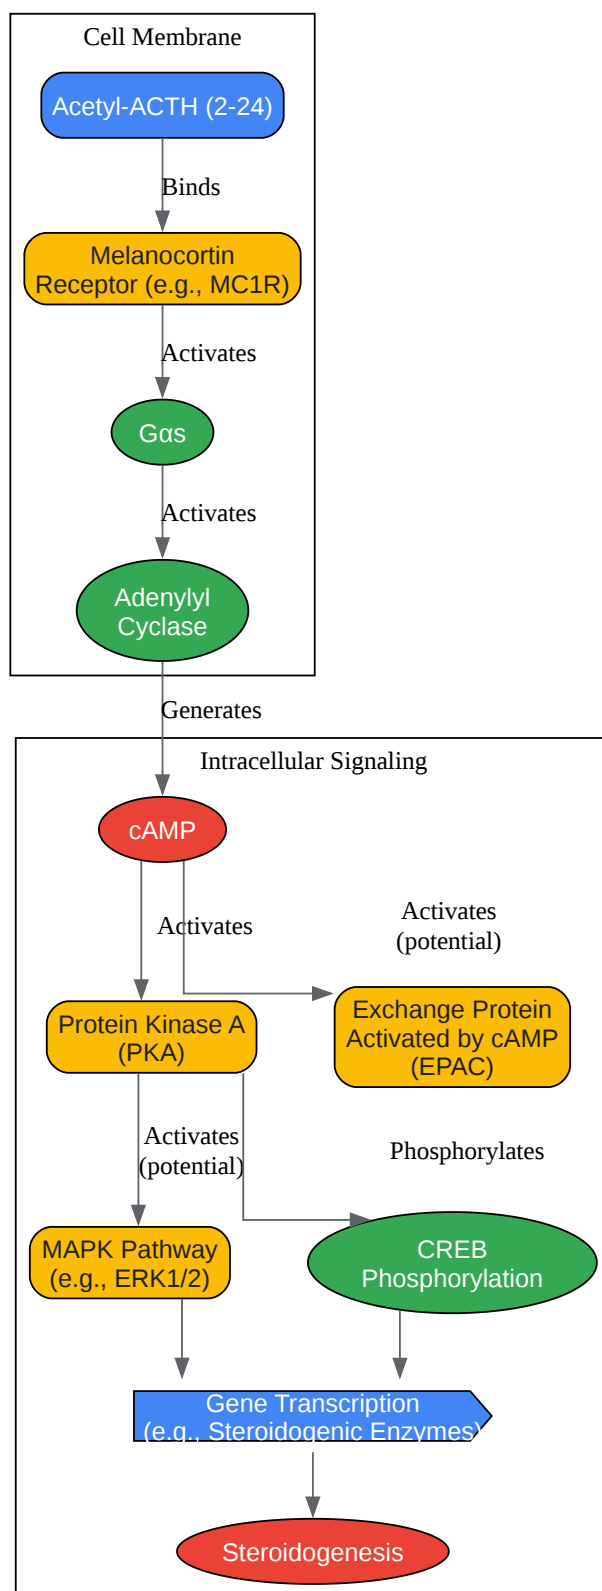 Cell Membrane
Acetyl-ACTH (2-24)
Binds
Melanocortin
Receptor (e.g., MC1R)
Activates
Gαs
Activates
Adenylyl
Cyclase
Generates
Intracellular Signaling
cAMP
Activates
Activates
(potential)
Protein Kinase A
(PKA)
Exchange Protein
Activated by cAMP
(EPAC)
Activates
(potential)
Phosphorylates
MAPK Pathway
(e.g., ERK1/2)
CREB
Phosphorylation
Gene Transcription
(e.g., Steroidogenic Enzymes)
Steroidogenesis